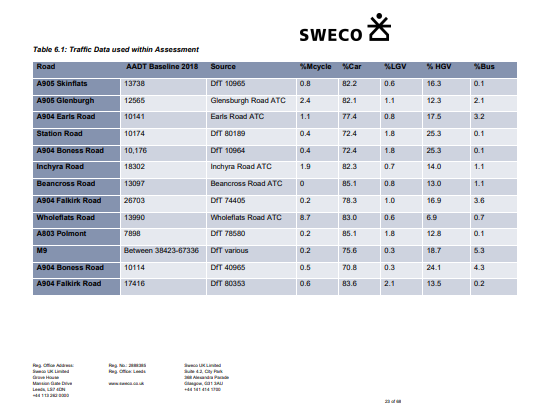 SWECO
Table 6.1: Traffic Data used within Assessment
Road AADT Baseline 2018 Source %Mcycle %Car %LGV % HGV %Bus
A905 Skinflats 13738 DfT 10965 0.8 82.2 0.6 16.3 0.1
A905 Glenburgh 12565 Glensburgh Road ATC 2.4 82.1 1.1 12.3 2.1
A904 Earls Road 10141 Earls Road ATC 1.1 77.4 0.8 17.5 3.2
Station Road 10174 DfT 80189 0.4 72.4 1.8 25.3 0.1
A904 Boness Road 10,176 DfT 10964 0.4 72.4 1.8 25.3 0.1
Inchyra Road 18302 Inchyra Road ATC 1.9 82.3 0.7 14.0 1.1
Beancross Road 13097 Beancross Road ATC 0 85.1 0.8 13.0 1.1
A904 Falkirk Road 26703 DfT 74405 0.2 78.3 1.0 16.9 3.6
Wholeflats Road 13990 Wholeflats Road ATC 8.7 83.0 0.6 6.9 0.7
A803 Polmont 7898 DfT 78580 0.2 85.1 1.8 12.8 0.1
M9 Between 38423-67336 DfT various 0.2 75.6 0.3 18.7 5.3
A904 Boness Road 10114 DfT 40965 0.5 70.8 0.3 24.1 4.3
A904 Falkirk Road 17416 DfT 80353 0.6 83.6 2.1 13.5 0.2
Reg. Office Address: Reg. No.: 2888385 Sweco UK Limited
Sweco UK Limited Reg. Office: Leeds Suite 4.2, City Park
Grove House 368 Alexandra Parade
Mansion Gate Drive www.sweco.co.uk Glasgow, G31 3AU
Leeds, LS7 4DN +44 141 414 1700
+44 113 262 0000
23 of 68